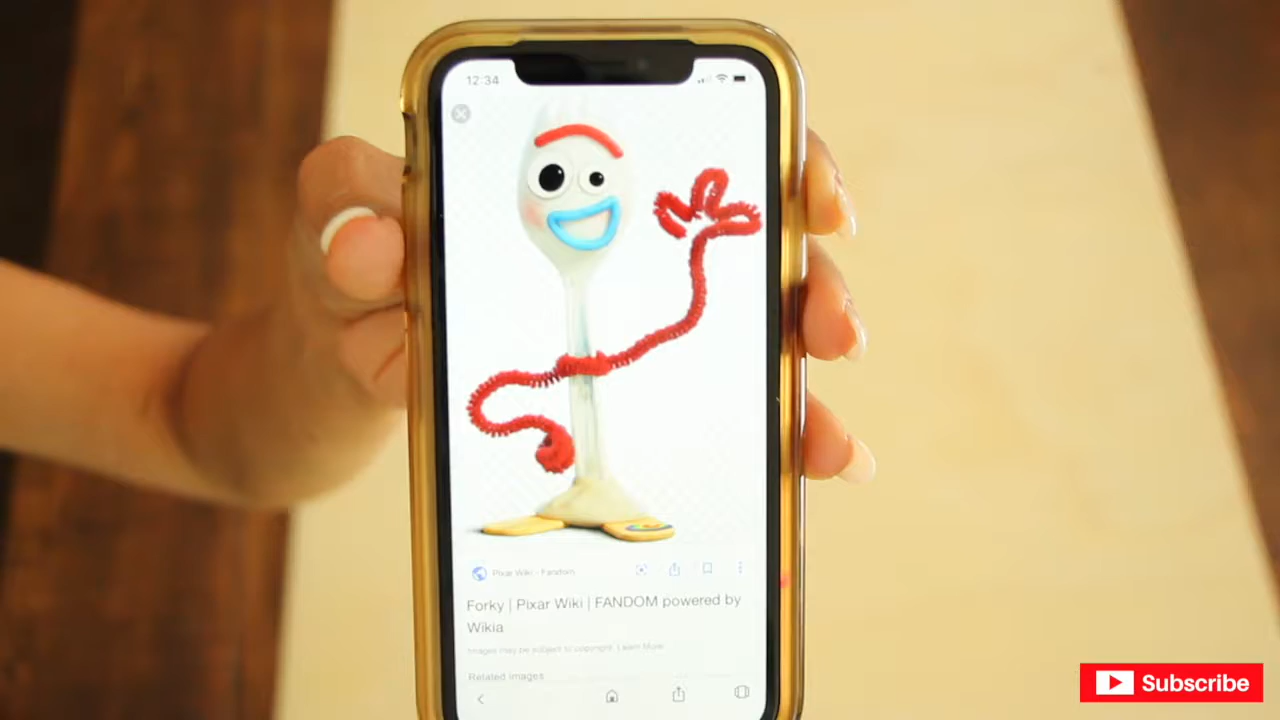 12:34
Pixar Wiki - Fandom
Forky | Pixar Wiki | FANDOM powered by
Wikia
Images may be subject to copyright. Learn More
Related images
Subscribe